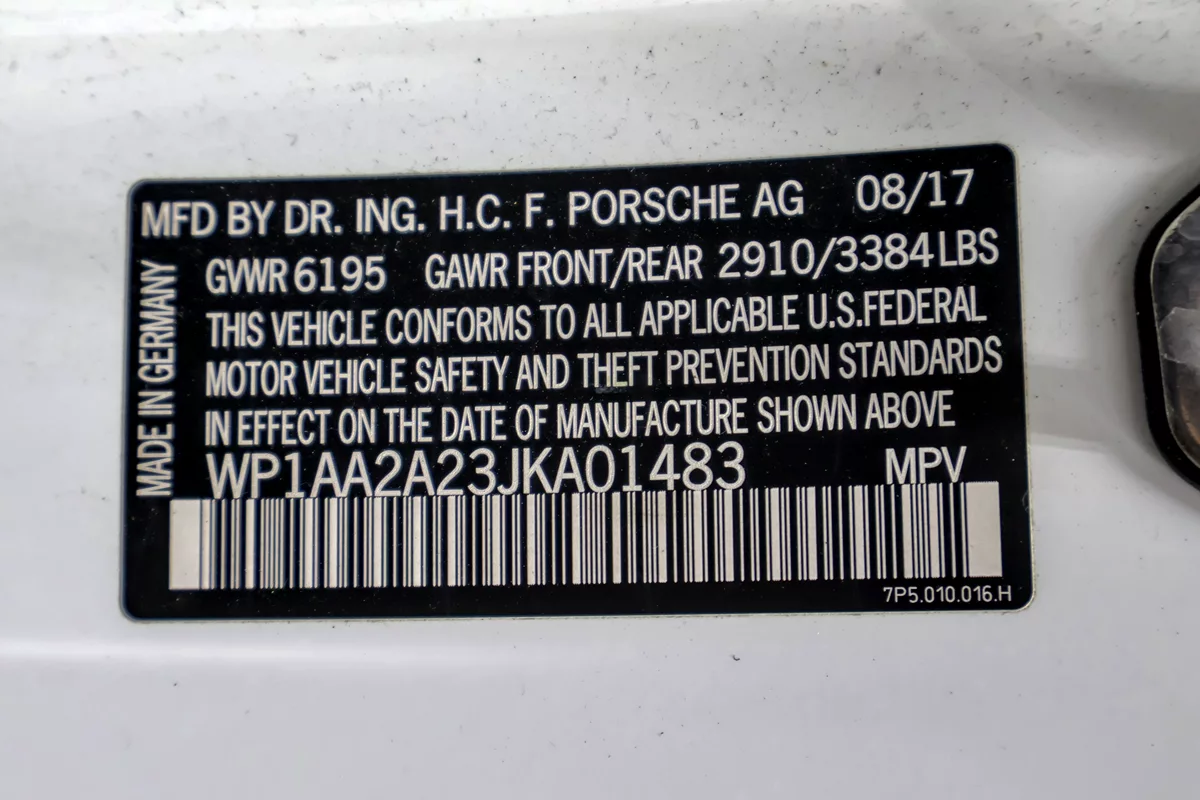 MFD BY DR. ING. H.C. F. PORSCHE AG 08/17
GVWR 6195 GAWR FRONT/REAR 2910/3384 LBS
THIS VEHICLE CONFORMS TO ALL APPLICABLE U.S.FEDERAL
MOTOR VEHICLE SAFETY AND THEFT PREVENTION STANDARDS
IN EFFECT ON THE DATE OF MANUFACTURE SHOWN ABOVE
WP1AA2A23JKA01483 MPV
7P5.010.016.H
MADE IN GERMANY